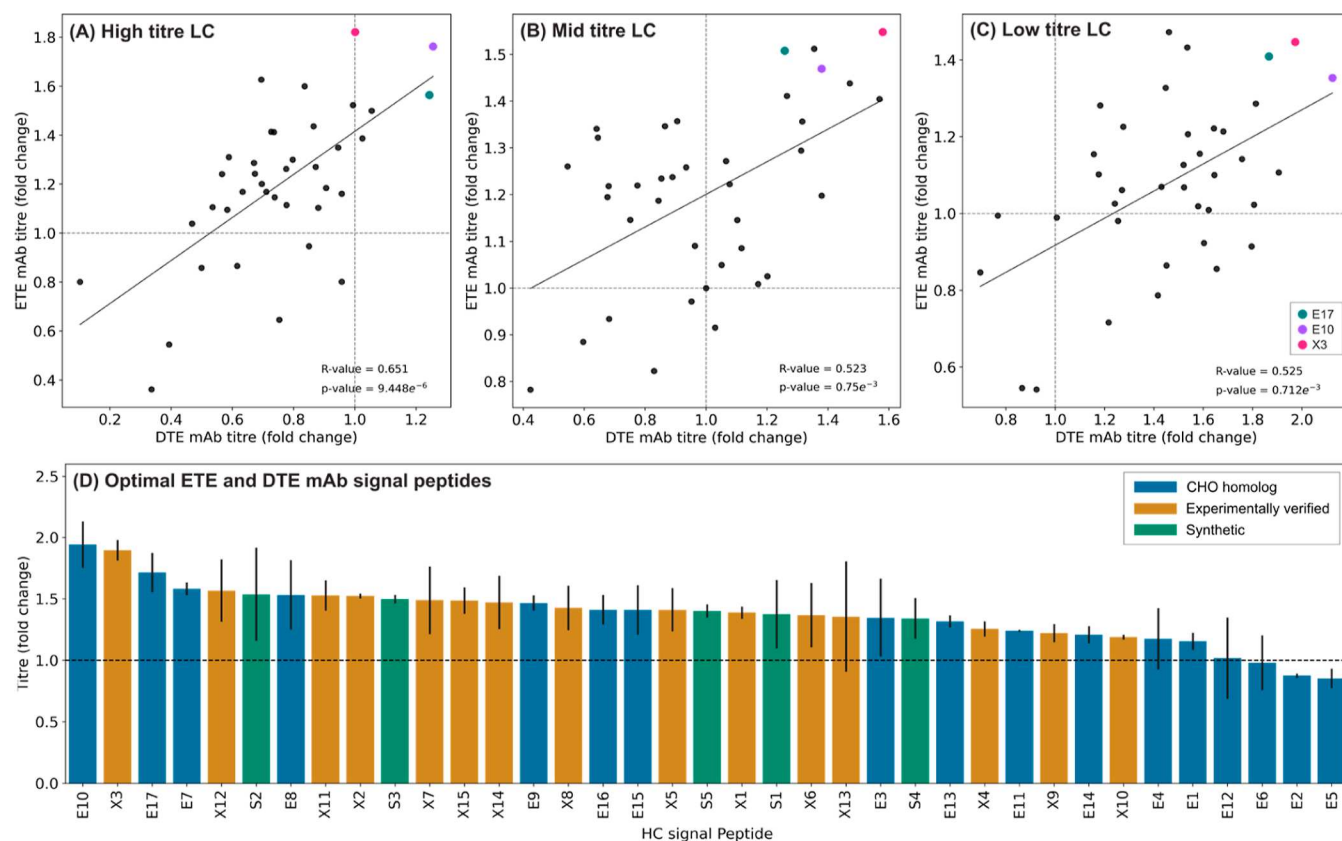 (A) High titre LC
ETE mAb titre (fold change)
1.8
1.6
1.4
1.2
1.0
0.8
0.6
0.4
R-value = 0.651
p-value = 9.448e⁻⁶
0.2 0.4 0.6 0.8 1.0 1.2
DTE mAb titre (fold change)
(B) Mid titre LC
ETE mAb titre (fold change)
1.5
1.4
1.3
1.2
1.1
1.0
0.9
0.8
R-value = 0.523
p-value = 0.75e⁻³
0.4 0.6 0.8 1.0 1.2 1.4 1.6
DTE mAb titre (fold change)
(C) Low titre LC
ETE mAb titre (fold change)
1.4
1.2
1.0
0.8
0.6
E17
E10
X3
R-value = 0.525
p-value = 0.712e⁻³
0.8 1.0 1.2 1.4 1.6 1.8 2.0
DTE mAb titre (fold change)
(D) Optimal ETE and DTE mAb signal peptides
Titre (fold change)
2.5
2.0
1.5
1.0
0.5
0.0
CHO homolog
Experimentally verified
Synthetic
E10 X3 E17 E7 X12 S2 E8 X11 X2 S3 X7 X15 X14 E9 X8 E16 E15 X5 S5 X1 S1 X6 X13 E3 S4 E13 X4 E11 X9 E14 X10 E4 E1 E12 E6 E2 E5
HC signal Peptide